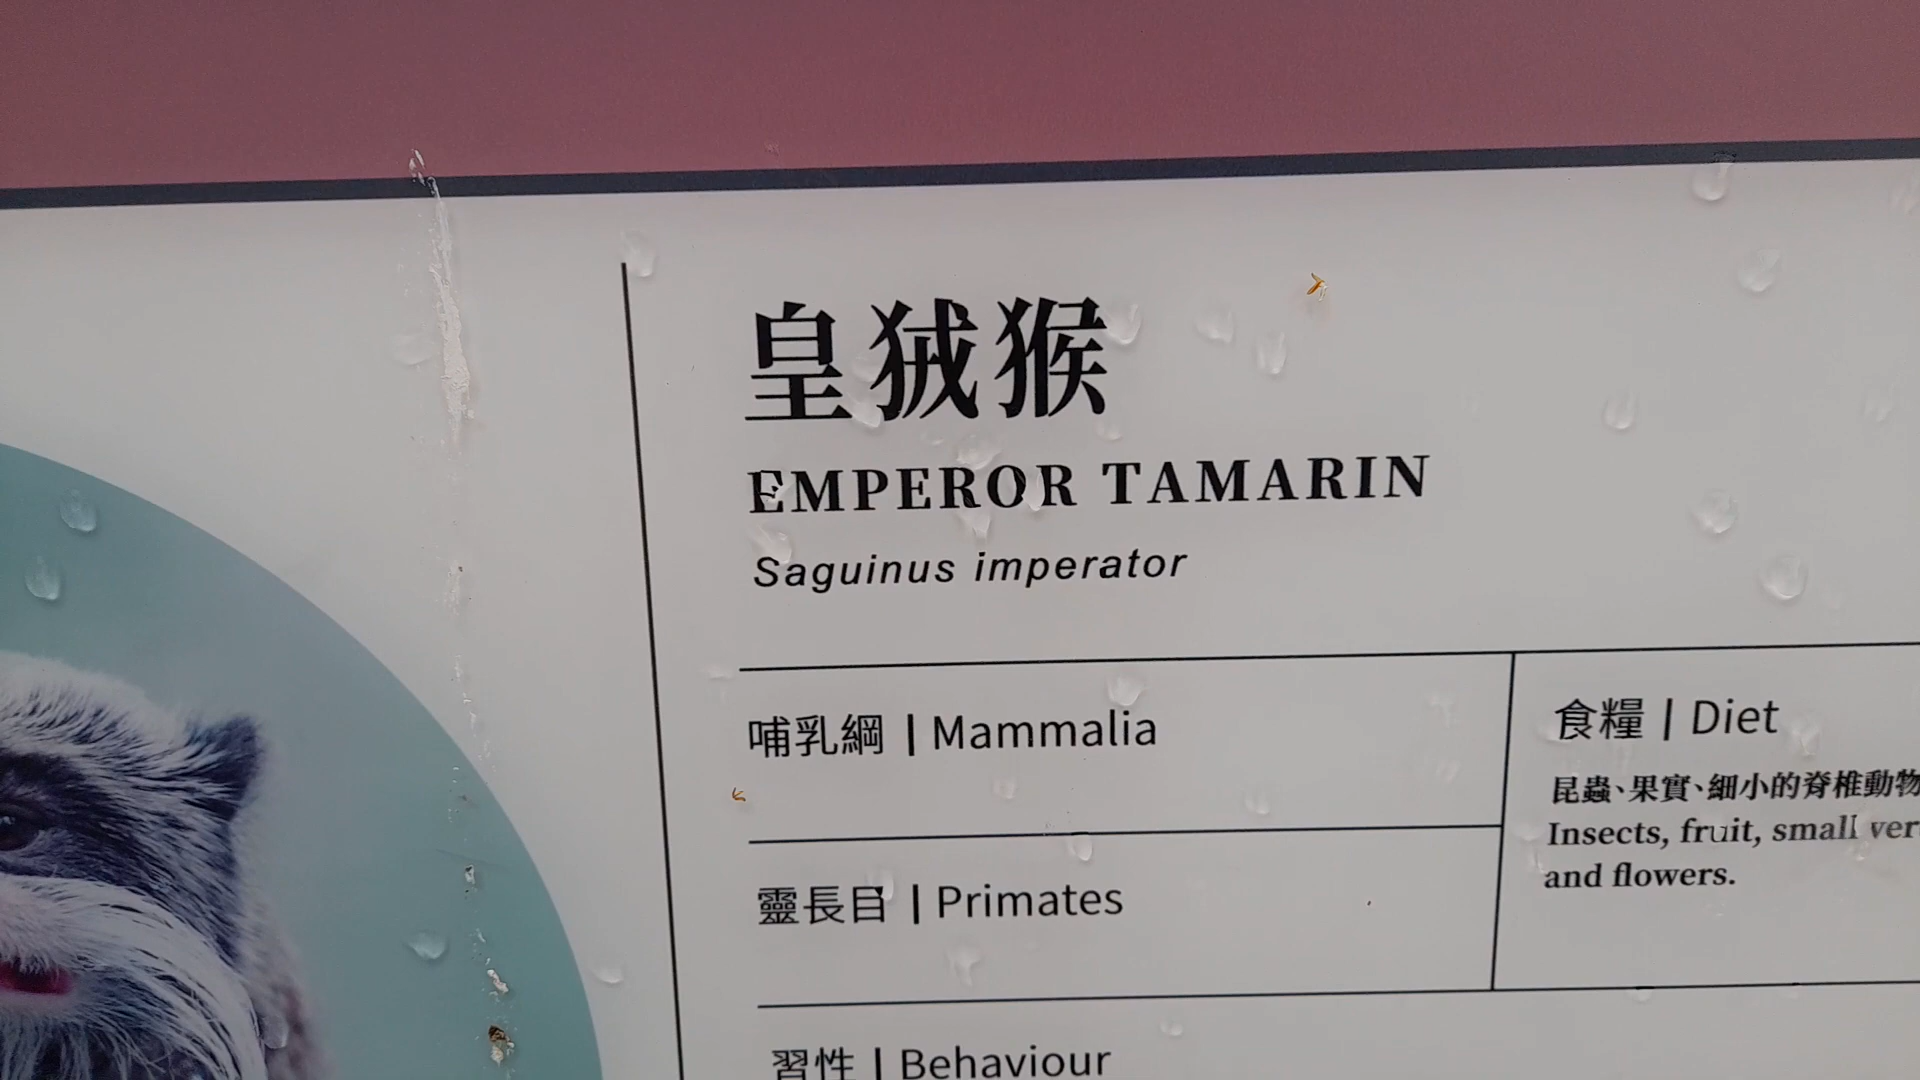 皇狨猴
EMPEROR TAMARIN
Saguinus imperator
哺乳綱 | Mammalia
靈長目 | Primates
習性 | Behaviour
食糧 | Diet
昆蟲、果實、細小的脊椎動物
Insects, fruit, small ver
and flowers.